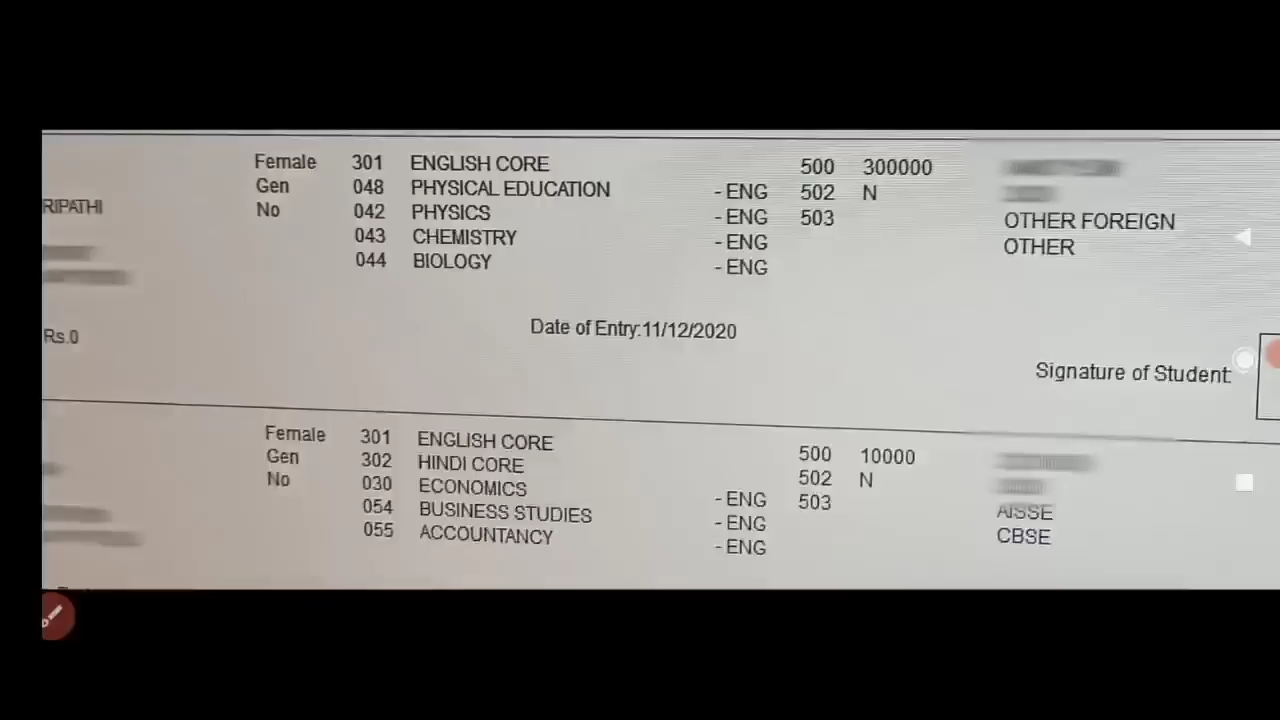 Female 301 ENGLISH CORE 500 300000
Gen 048 PHYSICAL EDUCATION - ENG 502 N
RIPATHI No 042 PHYSICS - ENG 503 OTHER FOREIGN
043 CHEMISTRY - ENG OTHER
044 BIOLOGY - ENG
Rs.0 Date of Entry:11/12/2020
Signature of Student:
Female 301 ENGLISH CORE 500 10000
Gen 302 HINDI CORE 502 N
No 030 ECONOMICS - ENG 503 AISSE
054 BUSINESS STUDIES - ENG CBSE
055 ACCOUNTANCY - ENG